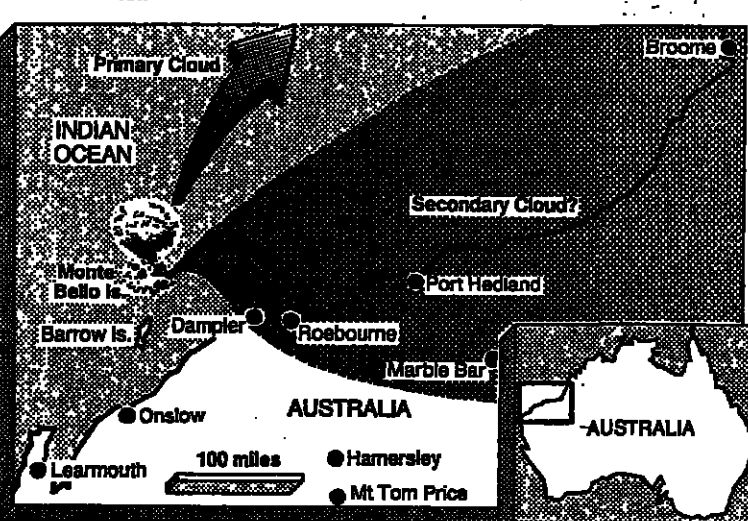 Broome
Primary Cloud
INDIAN
OCEAN
Secondary Cloud?
Monte
Bello Is.
Port Hedland
Barrow Is.
Dampier
Roebourne
Marble Bar
Onslow
AUSTRALIA
AUSTRALIA
100 miles
Hamersley
Learmouth
Mt Tom Price